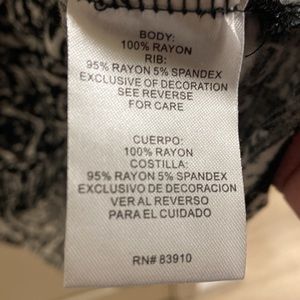 BODY:
100% RAYON
RIB:
95% RAYON 5% SPANDEX
EXCLUSIVE OF DECORATION
SEE REVERSE
FOR CARE
CUERPO:
100% RAYON
COSTILLA:
95% RAYON 5% SPANDEX
EXCLUSIVO DE DECORACION
VER AL REVERSO
PARA EL CUIDADO
RN# 83910